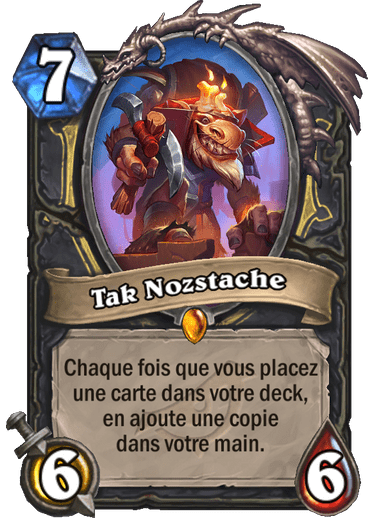 7
Tak Nozstache
Chaque fois que vous placez
une carte dans votre deck,
en ajoute une copie
dans votre main.
6
6